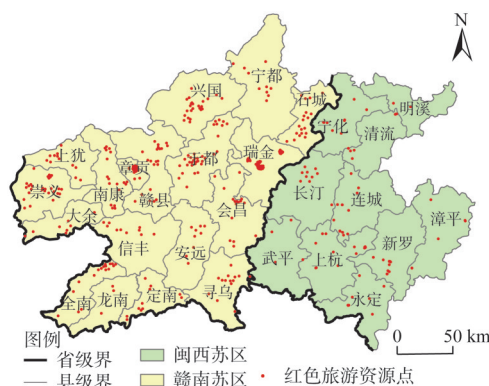 N
宁都
兴国
石城
明溪
宁化
清流
上犹
章贡
于都
瑞金
长汀
连城
崇义
南康
赣县
会昌
漳平
大余
信丰
安远
武平
上杭
新罗
全南
龙南
定南
寻乌
永定
图例
省级界
闽西苏区
县级界
赣南苏区
红色旅游资源点
0
50 km